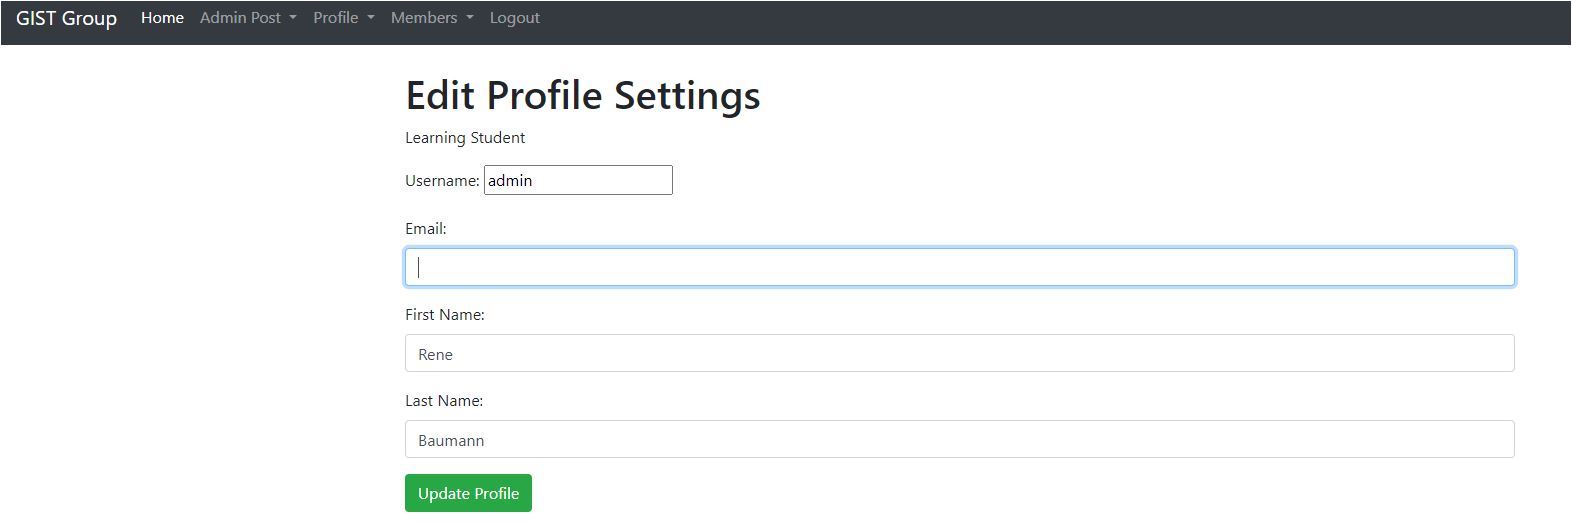 GIST Group Home Admin Post Profile Members Logout
Edit Profile Settings
Learning Student
Username: admin
Email:
First Name:
Rene
Last Name:
Baumann
Update Profile